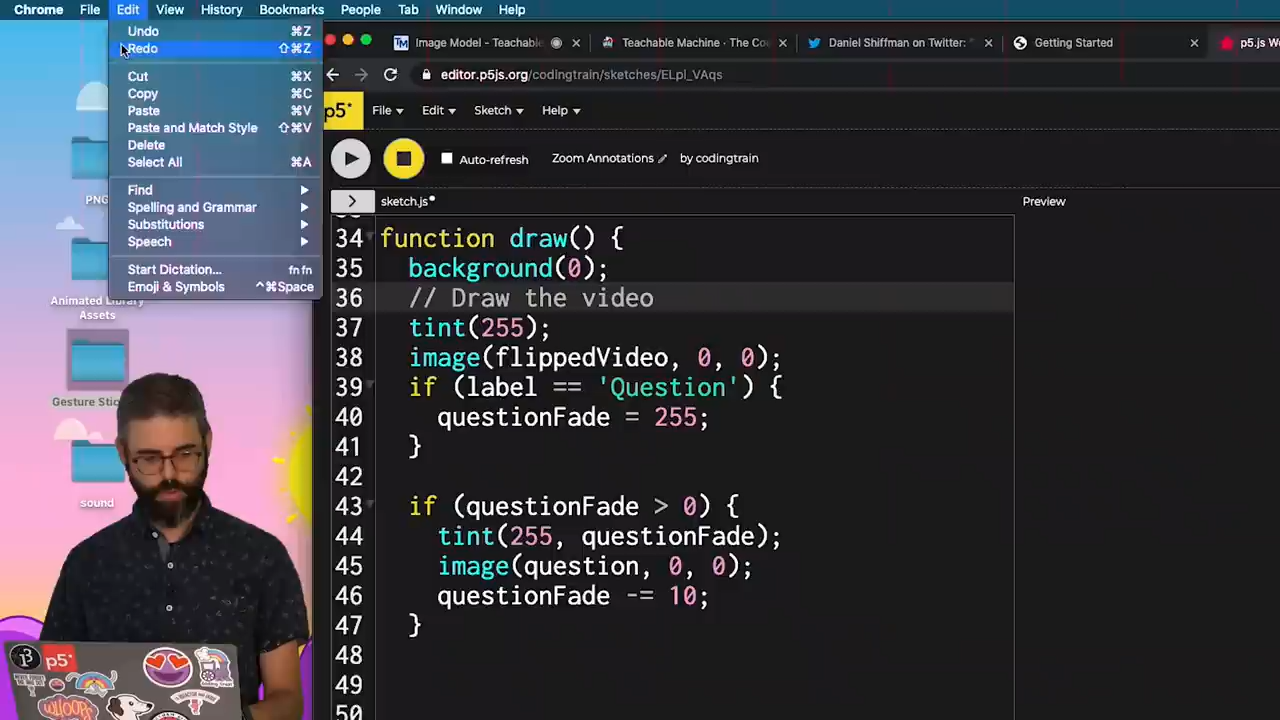 Chrome File Edit View History Bookmarks People Tab Window Help
Undo ⌘Z
Redo ⇧⌘Z
Cut ⌘X
Copy ⌘C
Paste ⌘V
Paste and Match Style ⇧⌘V
Delete
Select All ⌘A
Find
Spelling and Grammar
Substitutions
Speech
Start Dictation... fn fn
Emoji & Symbols ^⌘Space
PNG
Animated Library
Assets
Gesture Stic
sound
Image Model - Teachable
Teachable Machine - The Co
Daniel Shiffman on Twitter: "
Getting Started
p5.js W
editor.p5js.org/codingtrain/sketches/ELpl_VAqs
p5* File Edit Sketch Help
Auto-refresh Zoom Annotations by codingtrain
sketch.js Preview
34 function draw() {
35 background(0);
36 // Draw the video
37 tint(255);
38 image(flippedVideo, 0, 0);
39 if (label == 'Question') {
40 questionFade = 255;
41 }
42
43 if (questionFade > 0) {
44 tint(255, questionFade);
45 image(question, 0, 0);
46 questionFade -= 10;
47 }
48
49
50
p5*
WHOOP